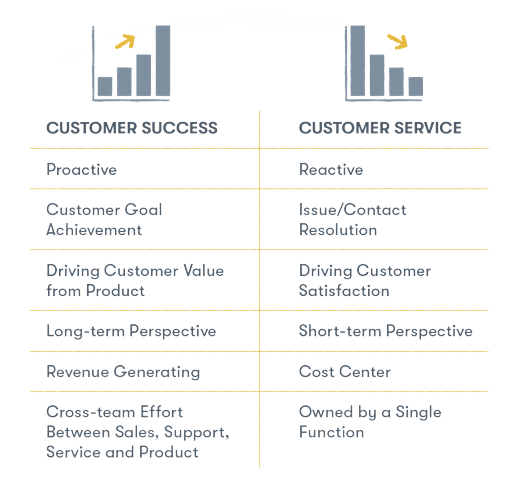 CUSTOMER SUCCESS
CUSTOMER SERVICE
Proactive
Reactive
Customer Goal
Achievement
Issue/Contact
Resolution
Driving Customer Value
from Product
Driving Customer
Satisfaction
Long-term Perspective
Short-term Perspective
Revenue Generating
Cost Center
Cross-team Effort
Between Sales, Support,
Service and Product
Owned by a Single
Function